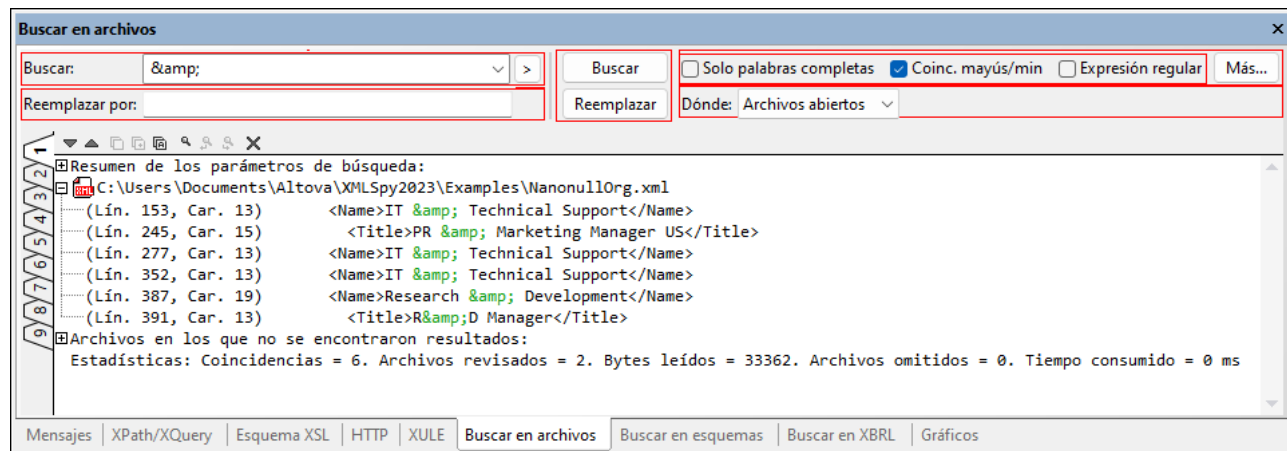 Buscar en archivos
Buscar: &amp; > Buscar Solo palabras completas Coinc. mayús/min Expresión regular Más...
Reemplazar por: Reemplazar Dónde: Archivos abiertos
1
2
3
4
5
6
7
8
9
Resumen de los parámetros de búsqueda:
XML C:\Users\Documents\Altova\XMLSpy2023\Examples\NanonullOrg.xml
(Lín. 153, Car. 13) <Name>IT &amp; Technical Support</Name>
(Lín. 245, Car. 15) <Title>PR &amp; Marketing Manager US</Title>
(Lín. 277, Car. 13) <Name>IT &amp; Technical Support</Name>
(Lín. 352, Car. 13) <Name>IT &amp; Technical Support</Name>
(Lín. 387, Car. 19) <Name>Research &amp; Development</Name>
(Lín. 391, Car. 13) <Title>R&amp;D Manager</Title>
Archivos en los que no se encontraron resultados:
Estadísticas: Coincidencias = 6. Archivos revisados = 2. Bytes leídos = 33362. Archivos omitidos = 0. Tiempo consumido = 0 ms
Mensajes XPath/XQuery Esquema XSL HTTP XULE Buscar en archivos Buscar en esquemas Buscar en XBRL Gráficos